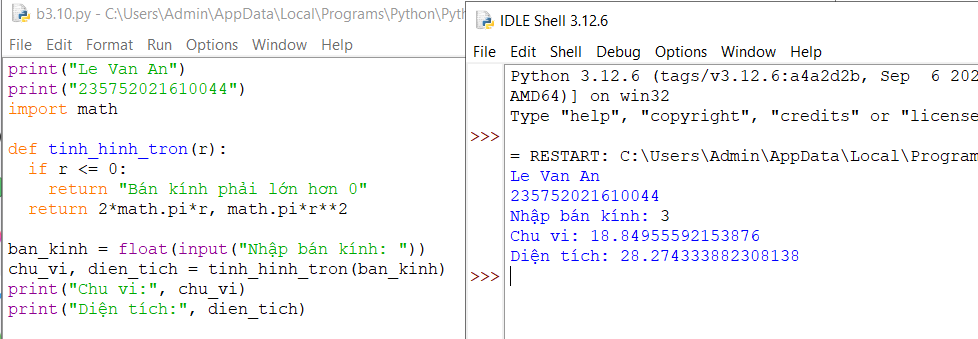 b3.10.py - C:\Users\Admin\AppData\Local\Programs\Python\Pyt
File Edit Format Run Options Window Help
print("Le Van An")
print("235752021610044")
import math
def tinh_hinh_tron(r):
if r <= 0:
return "Bán kính phải lớn hơn 0"
return 2*math.pi*r, math.pi*r**2
ban_kinh = float(input("Nhập bán kính: "))
chu_vi, dien_tich = tinh_hinh_tron(ban_kinh)
print("Chu vi:", chu_vi)
print("Diện tích:", dien_tich)
IDLE Shell 3.12.6
File Edit Shell Debug Options Window Help
Python 3.12.6 (tags/v3.12.6:a4a2d2b, Sep 6 202
AMD64)] on win32
Type "help", "copyright", "credits" or "license
>>>
= RESTART: C:\Users\Admin\AppData\Local\Program
Le Van An
235752021610044
Nhập bán kính: 3
Chu vi: 18.84955592153876
Diện tích: 28.274333882308138
>>>